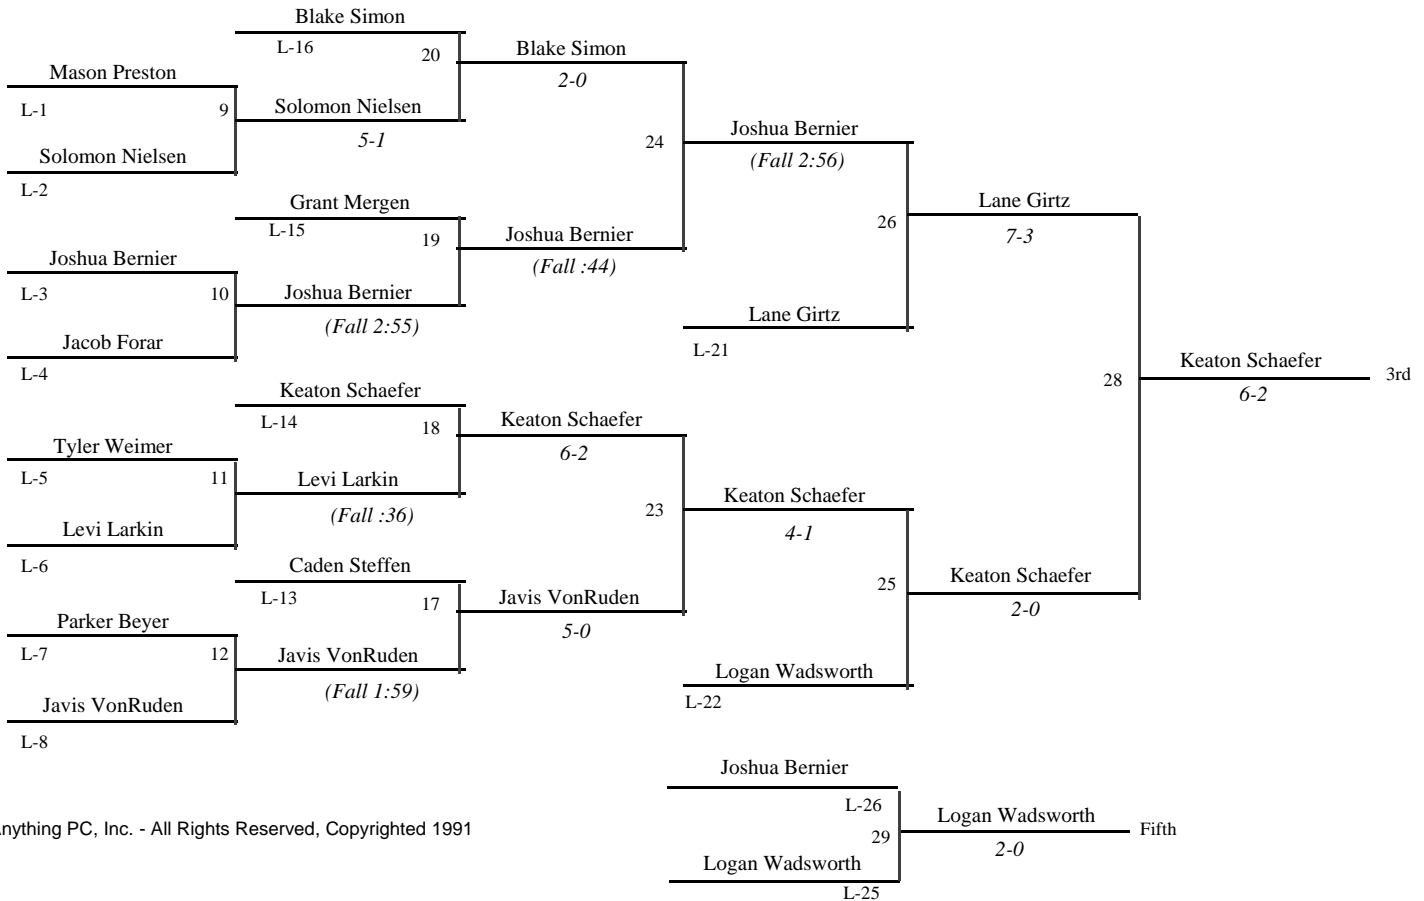 Blake Simon
L-16
20
Blake Simon
2-0
Mason Preston
L-1
9
Solomon Nielsen
5-1
24
Joshua Bernier
(Fall 2:56)
Solomon Nielsen
L-2
Grant Mergen
L-15
19
Joshua Bernier
(Fall :44)
26
Lane Girtz
7-3
Joshua Bernier
L-3
10
Joshua Bernier
(Fall 2:55)
Lane Girtz
L-21
Jacob Forar
L-4
28
Keaton Schaefer
6-2
3rd
Keaton Schaefer
L-14
18
Keaton Schaefer
6-2
Tyler Weimer
L-5
11
Levi Larkin
(Fall :36)
23
Keaton Schaefer
4-1
Levi Larkin
L-6
Caden Steffen
L-13
17
Javis VonRuden
5-0
25
Keaton Schaefer
2-0
Parker Beyer
L-7
12
Javis VonRuden
(Fall 1:59)
Logan Wadsworth
L-22
Javis VonRuden
L-8
Joshua Bernier
L-26
29
Logan Wadsworth
2-0
Fifth
Logan Wadsworth
L-25
nything PC, Inc. - All Rights Reserved, Copyrighted 1991